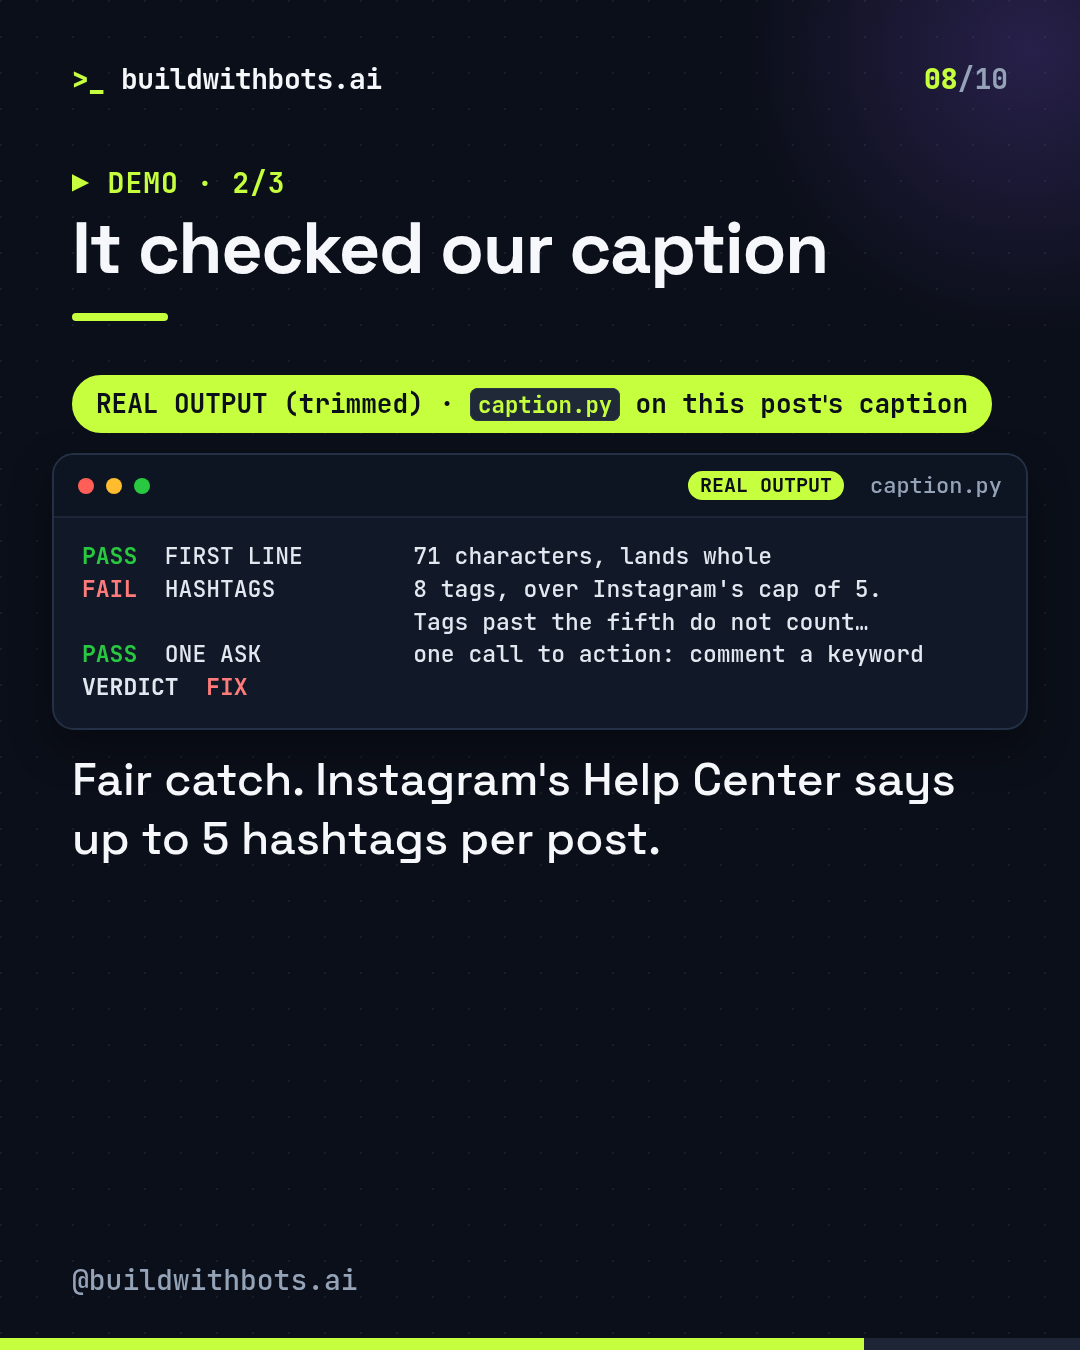 >_ buildwithbots.ai
08/10
▶ DEMO · 2/3
It checked our caption
REAL OUTPUT (trimmed) · caption.py on this post's caption
REAL OUTPUT caption.py
PASS FIRST LINE 71 characters, lands whole
FAIL HASHTAGS 8 tags, over Instagram's cap of 5.
Tags past the fifth do not count…
PASS ONE ASK one call to action: comment a keyword
VERDICT FIX
Fair catch. Instagram's Help Center says
up to 5 hashtags per post.
@buildwithbots.ai